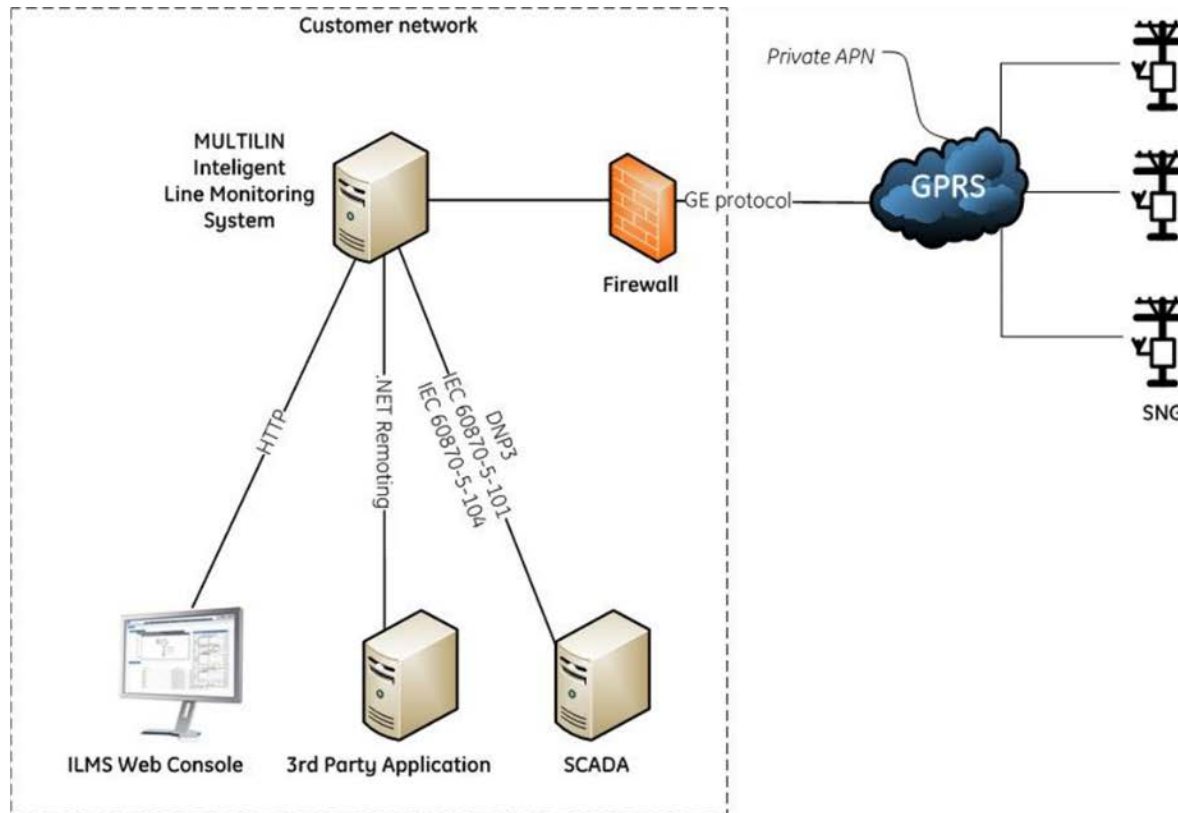 Customer network
Private APN
MULTILIN
Inteligent
Line Monitoring
System
GPRS
GE protocol
Firewall
HTTP
.NET Remoting
DNP3
IEC 60870-5-101
IEC 60870-5-104
SNG
ILMS Web Console
3rd Party Application
SCADA